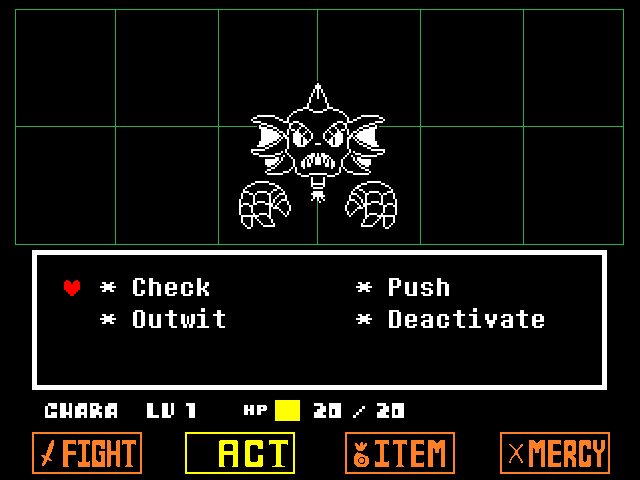 * Check * Push
* Outwit * Deactivate
CHARA LV 1 HP 20 / 20
FIGHT ACT ITEM MERCY